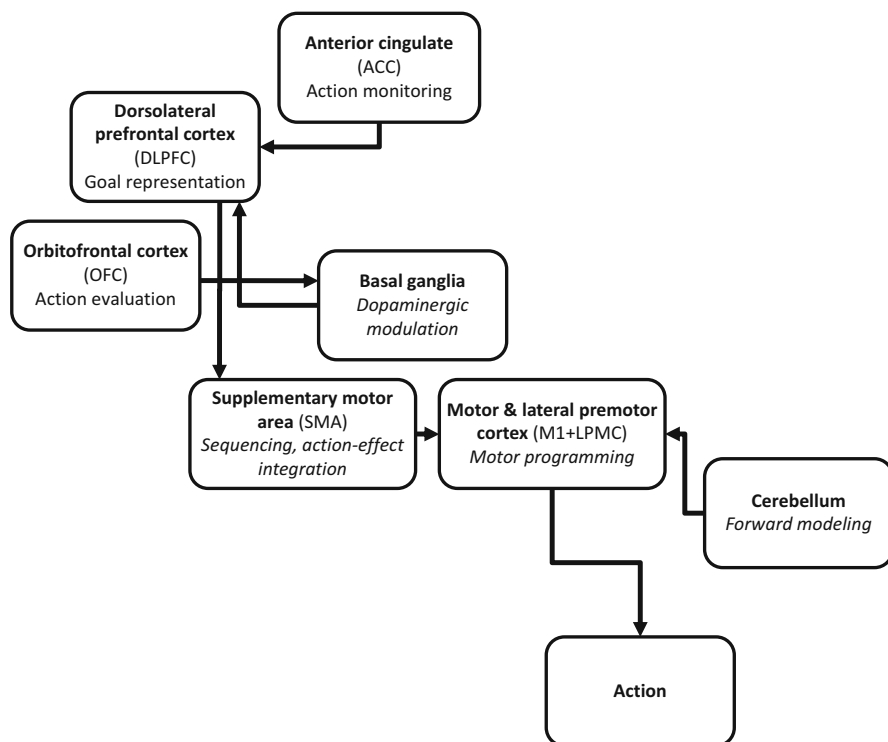 Anterior cingulate
(ACC)
Action monitoring
Dorsolateral
prefrontal cortex
(DLPFC)
Goal representation
Orbitofrontal cortex
(OFC)
Action evaluation
Basal ganglia
Dopaminergic
modulation
Supplementary motor
area (SMA)
Sequencing, action-effect
integration
Motor & lateral premotor
cortex (M1+LPMC)
Motor programming
Cerebellum
Forward modeling
Action